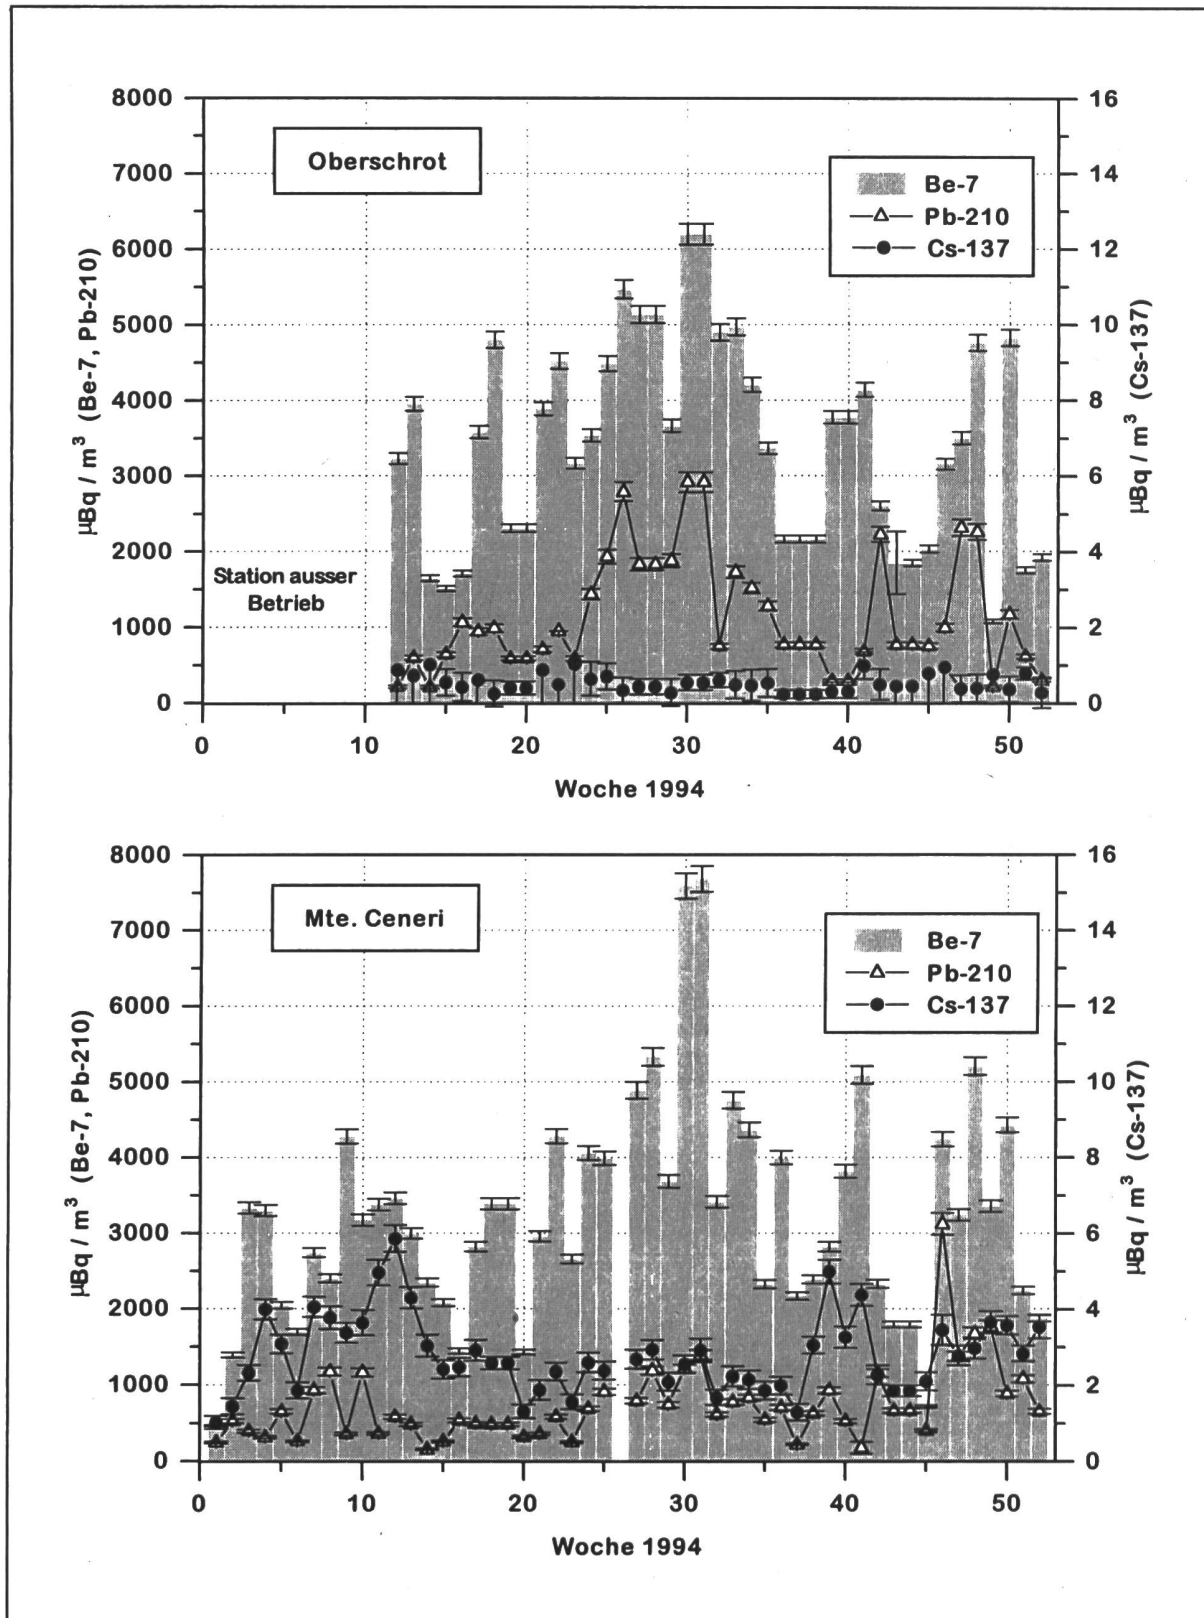 Oberschrot
Be-7
Pb-210
Cs-137
8000
7000
6000
5000
4000
3000
2000
1000
0
µBq / m³ (Be-7, Pb-210)
16
14
12
10
8
6
4
2
0
µBq / m³ (Cs-137)
Station ausser
Betrieb
0 10 20 30 40 50
Woche 1994
Mte. Ceneri
Be-7
Pb-210
Cs-137
8000
7000
6000
5000
4000
3000
2000
1000
0
µBq / m³ (Be-7, Pb-210)
16
14
12
10
8
6
4
2
0
µBq / m³ (Cs-137)
0 10 20 30 40 50
Woche 1994